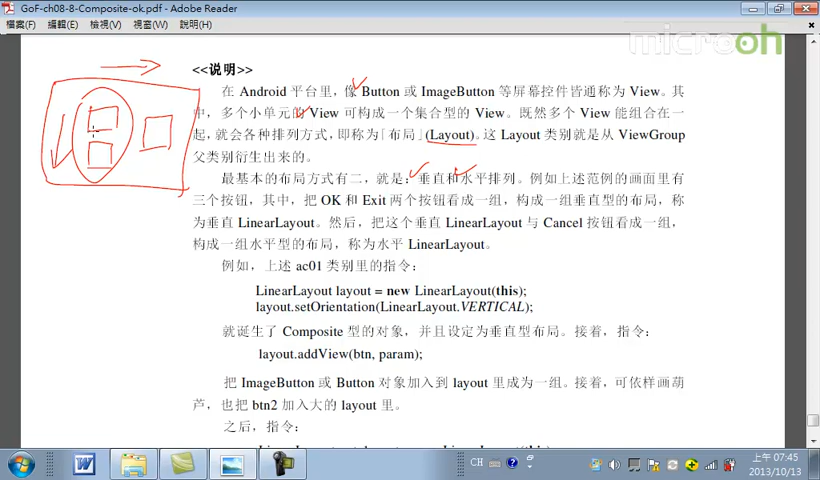 GoF-ch08-8-Composite-ok.pdf - Adobe Reader
檔案(F) 編輯(E) 檢視(V) 視窗(W) 說明(H)
microoh
<<说明>>
在 Android 平台里，像 Button 或 ImageButton 等屏幕控件皆通称为 View。其
中，多个小单元的 View 可构成一个集合型的 View。既然多个 View 能组合在一
起，就会各种排列方式，即称为「布局」(Layout)。这 Layout 类别就是从 ViewGroup
父类别衍生出来的。
最基本的布局方式有二，就是：垂直和水平排列。例如上述范例的画面里有
三个按钮，其中，把 OK 和 Exit 两个按钮看成一组，构成一组垂直型的布局，称
为垂直 LinearLayout。然后，把这个垂直 LinearLayout 与 Cancel 按钮看成一组，
构成一组水平型的布局，称为水平 LinearLayout。
例如，上述 ac01 类别里的指令：
LinearLayout layout = new LinearLayout(this);
layout.setOrientation(LinearLayout.VERTICAL);
就诞生了 Composite 型的对象，并且设定为垂直型布局。接着，指令：
layout.addView(btn, param);
把 ImageButton 或 Button 对象加入到 layout 里成为一组。接着，可依样画葫
芦，也把 btn2 加入大的 layout 里。
之后，指令：
CH
上午 07:45
2013/10/13